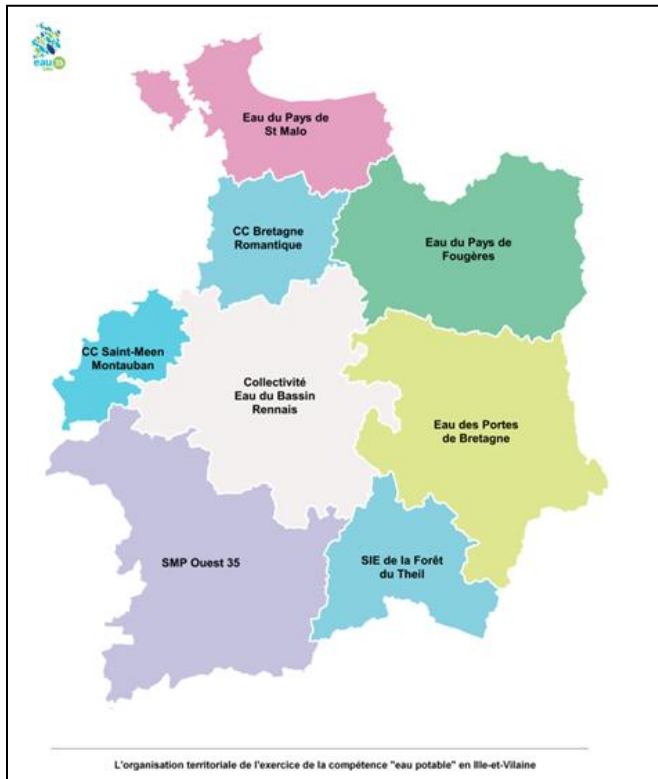 eau 35
Eau du Pays de
St Malo
CC Bretagne
Romantique
Eau du Pays de
Fougères
CC Saint-Meen
Montauban
Collectivité
Eau du Bassin
Rennais
Eau des Portes
de Bretagne
SMP Ouest 35
SIE de la Forêt
du Theil
L'organisation territoriale de l'exercice de la compétence "eau potable" en Ille-et-Vilaine